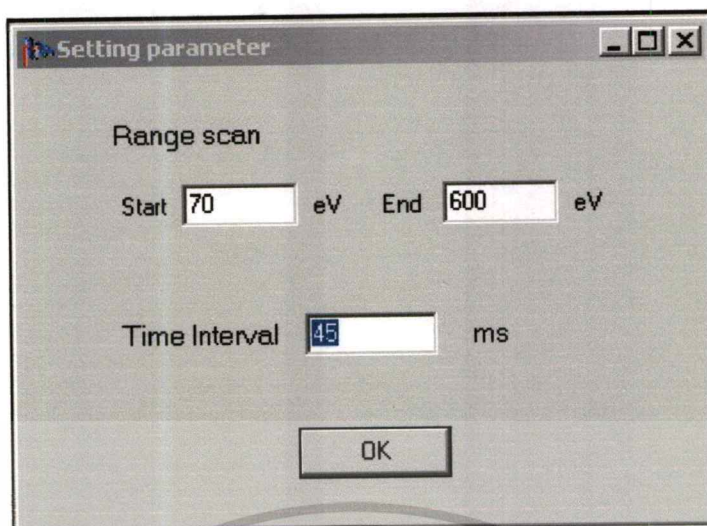 Setting parameter
Range scan
Start 70 eV End 600 eV
Time Interval 45 ms
OK